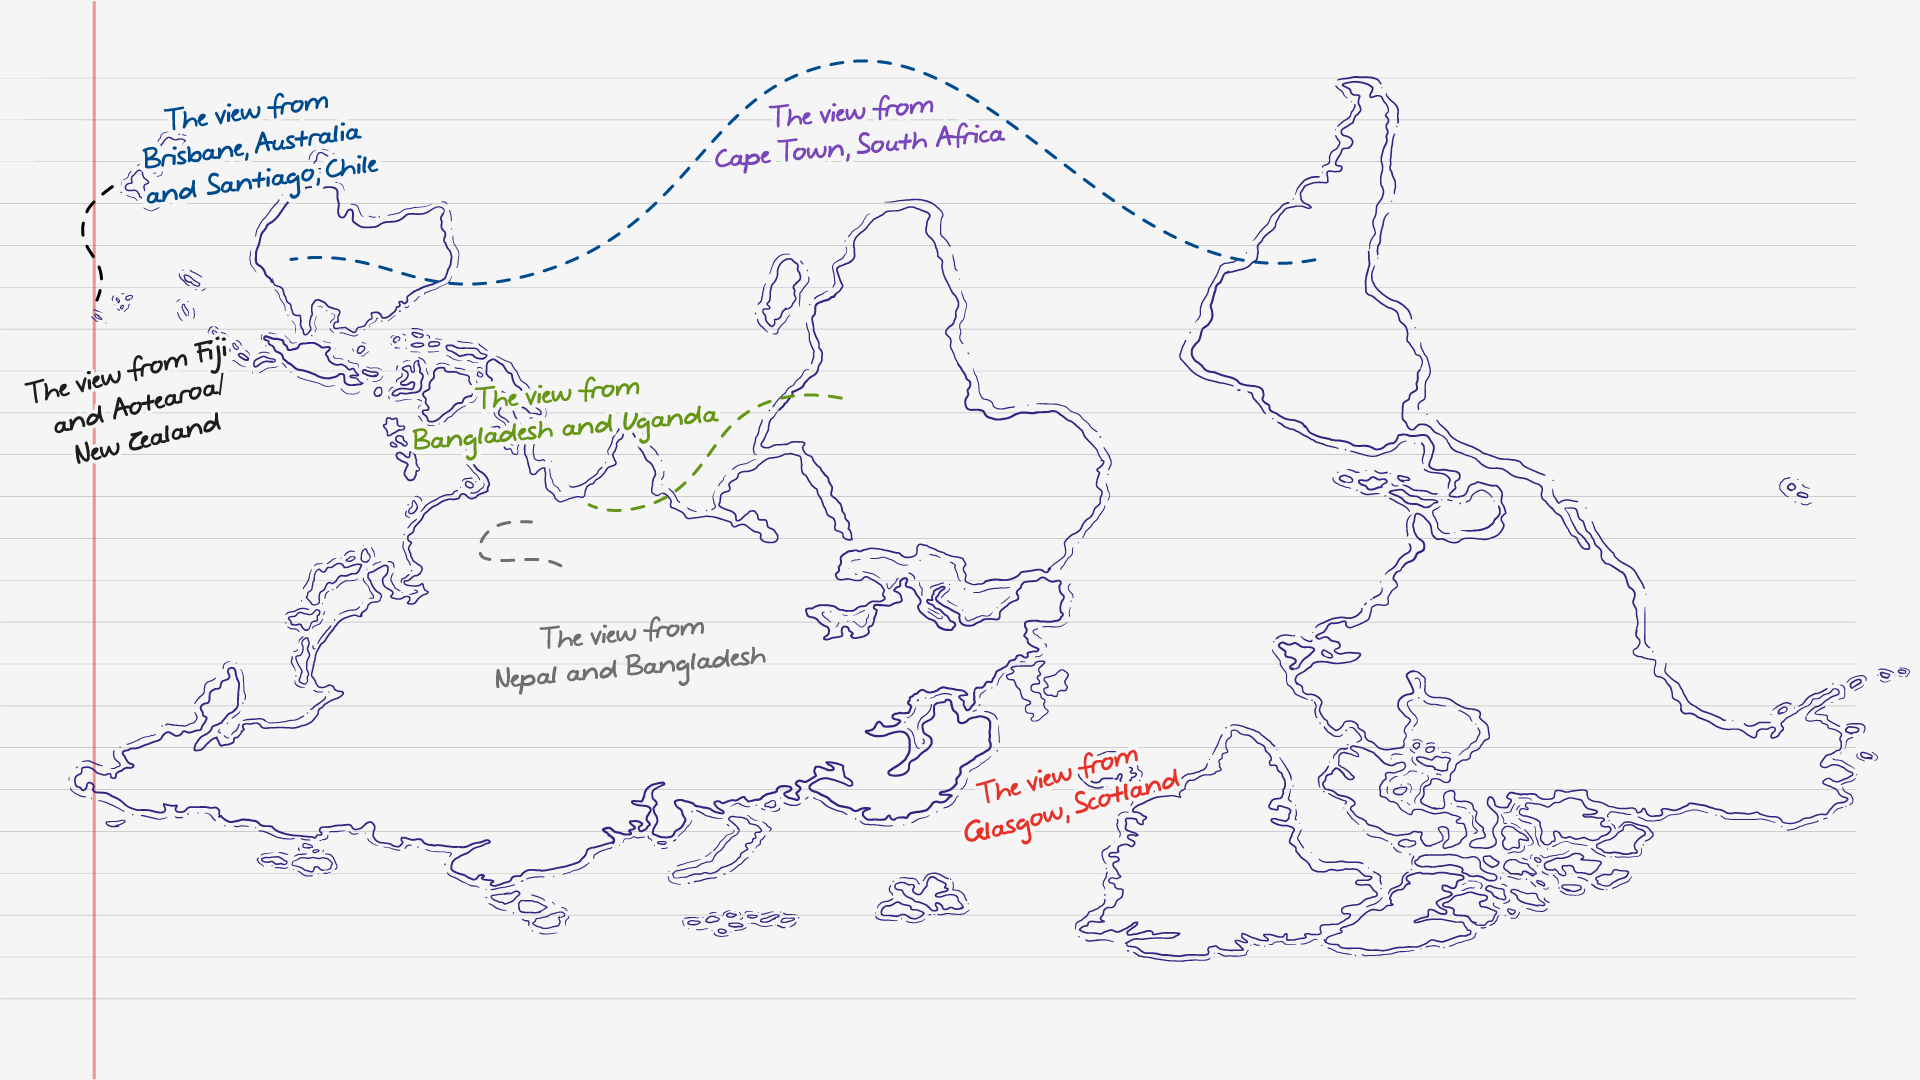 The view from
Brisbane, Australia
and Santiago, Chile
The view from
Cape Town, South Africa
The view from Fiji
and Aotearoa/
New Zealand
The view from
Bangladesh and Uganda
The view from
Nepal and Bangladesh
The view from
Glasgow, Scotland